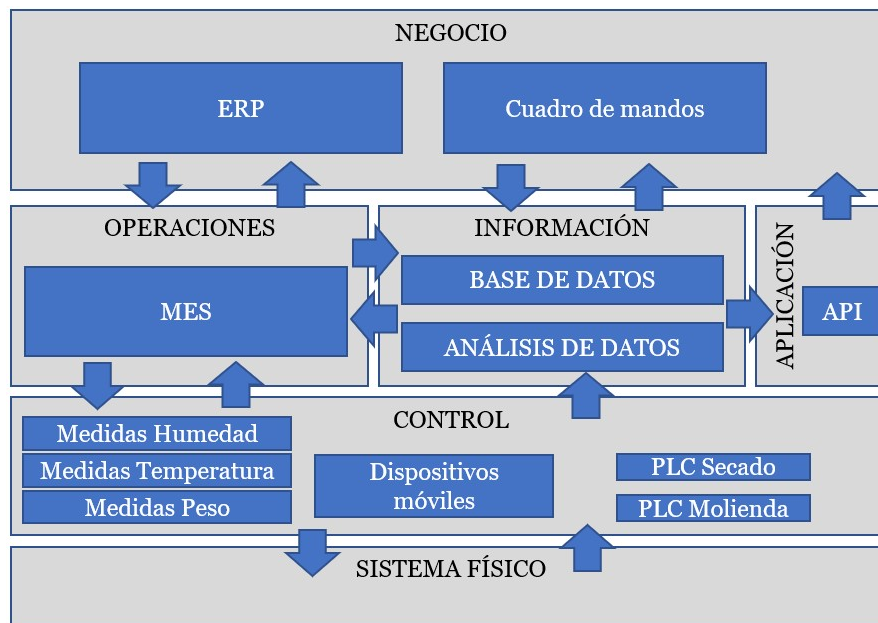 NEGOCIO
ERP
Cuadro de mandos
OPERACIONES
INFORMACIÓN
APLICACIÓN
MES
BASE DE DATOS
ANÁLISIS DE DATOS
API
CONTROL
Medidas Humedad
Medidas Temperatura
Medidas Peso
Dispositivos
móviles
PLC Secado
PLC Molienda
SISTEMA FÍSICO